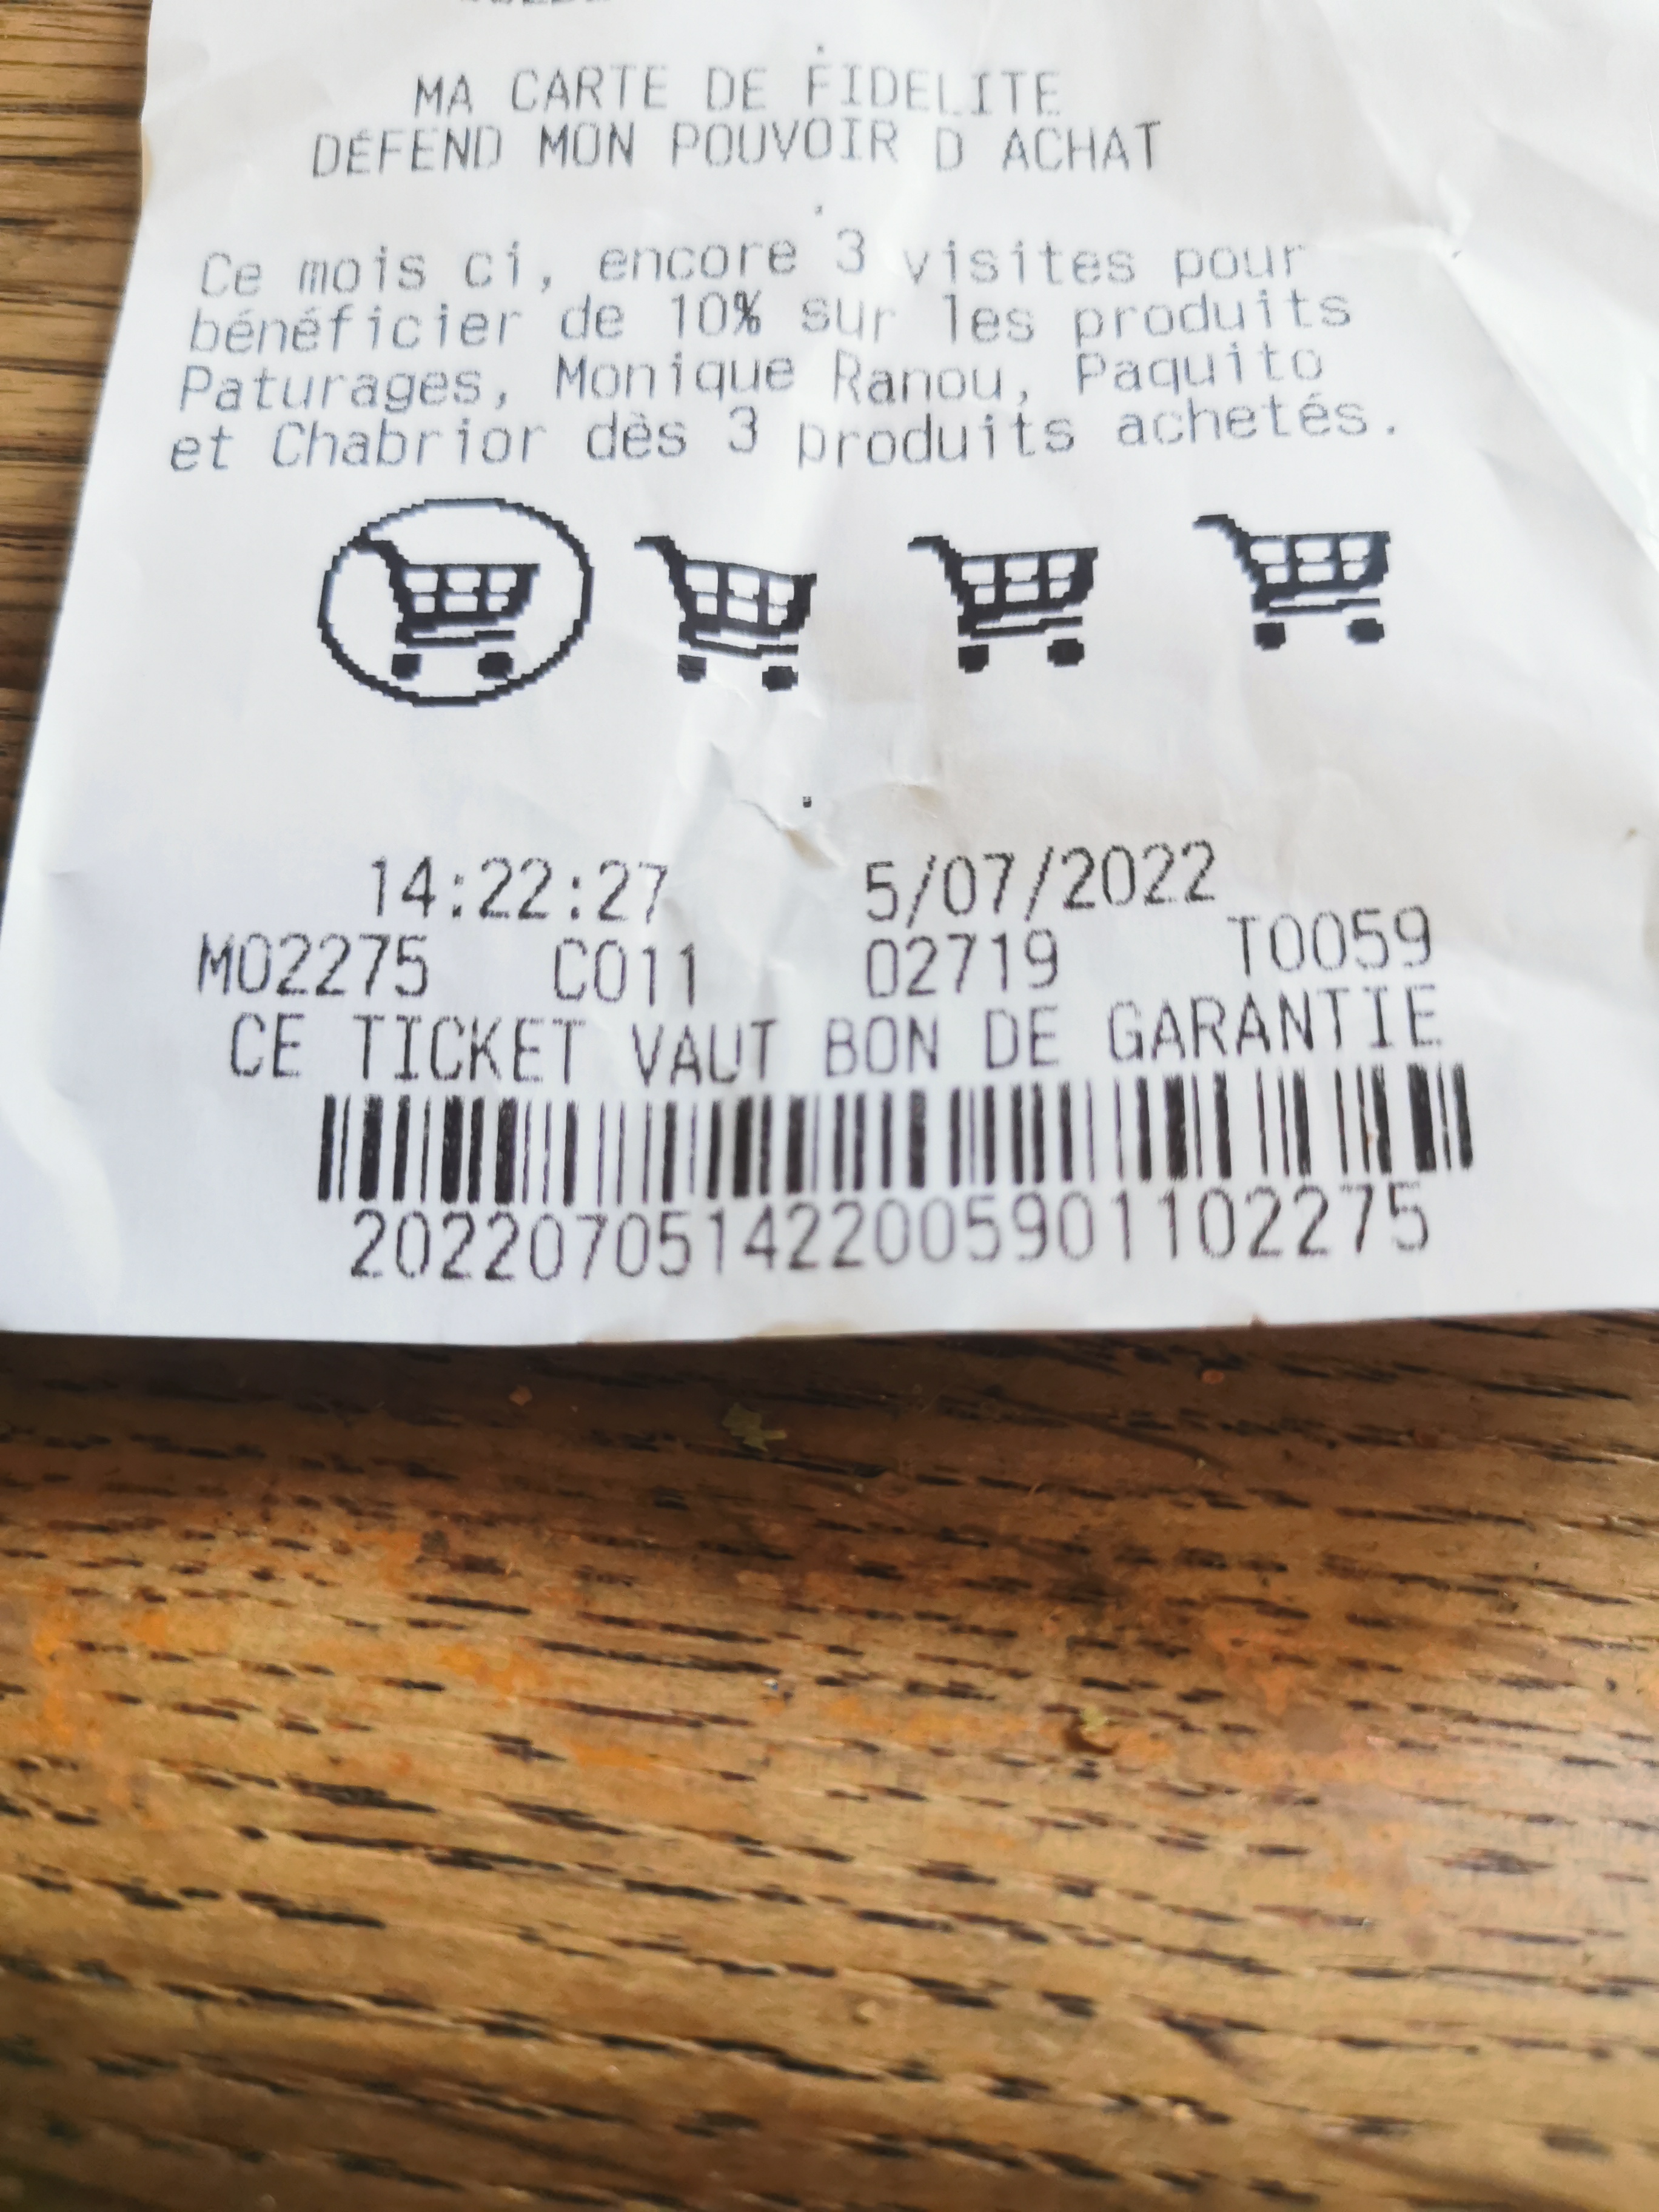 MA CARTE DE FIDELITE
DEFEND MON POUVOIR D ACHAT
Ce mois ci, encore 3 visites pour
bénéficier de 10% sur les produits
Paturages, Monique Ranou, Paquito
et Chabrior dès 3 produits achetés.
14:22:27 5/07/2022
M02275 C011 02719 T0059
CE TICKET VAUT BON DE GARANTIE
202207051422005901102275